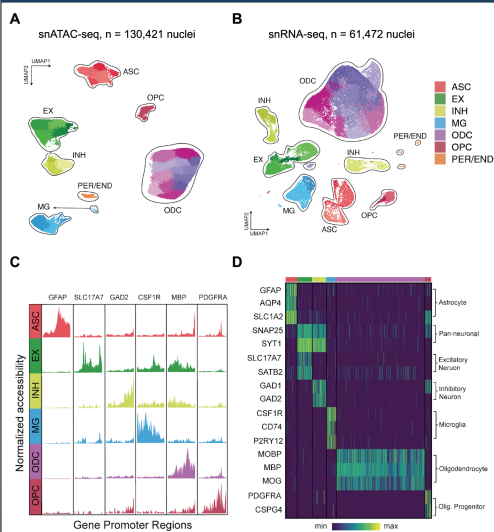 A
snATAC-seq, n = 130,421 nuclei
UMAP1
UMAP2
ASC
OPC
EX
INH
PER/END
MG
ODC
B
snRNA-seq, n = 61,472 nuclei
ODC
INH
PER/END
INH
EX
MG
ASC
OPC
UMAP2
UMAP1
ASC
EX
INH
MG
ODC
OPC
PER/END
C
GFAP SLC17A7 GAD2 CSF1R MBP PDGFRA
Normalized accessibility
ASC
EX
INH
MG
ODC
OPC
Gene Promoter Regions
D
GFAP
AQP4
SLC1A2
SNAP25
SYT1
SLC17A7
SATB2
GAD1
GAD2
CSF1R
CD74
P2RY12
MOBP
MBP
MOG
PDGFRA
CSPG4
Astrocyte
Pan-neuronal
Excitatory
Neruon
Inhibitory
Neuron
Microglia
Oligodendrocyte
Olig. Progenitor
min max